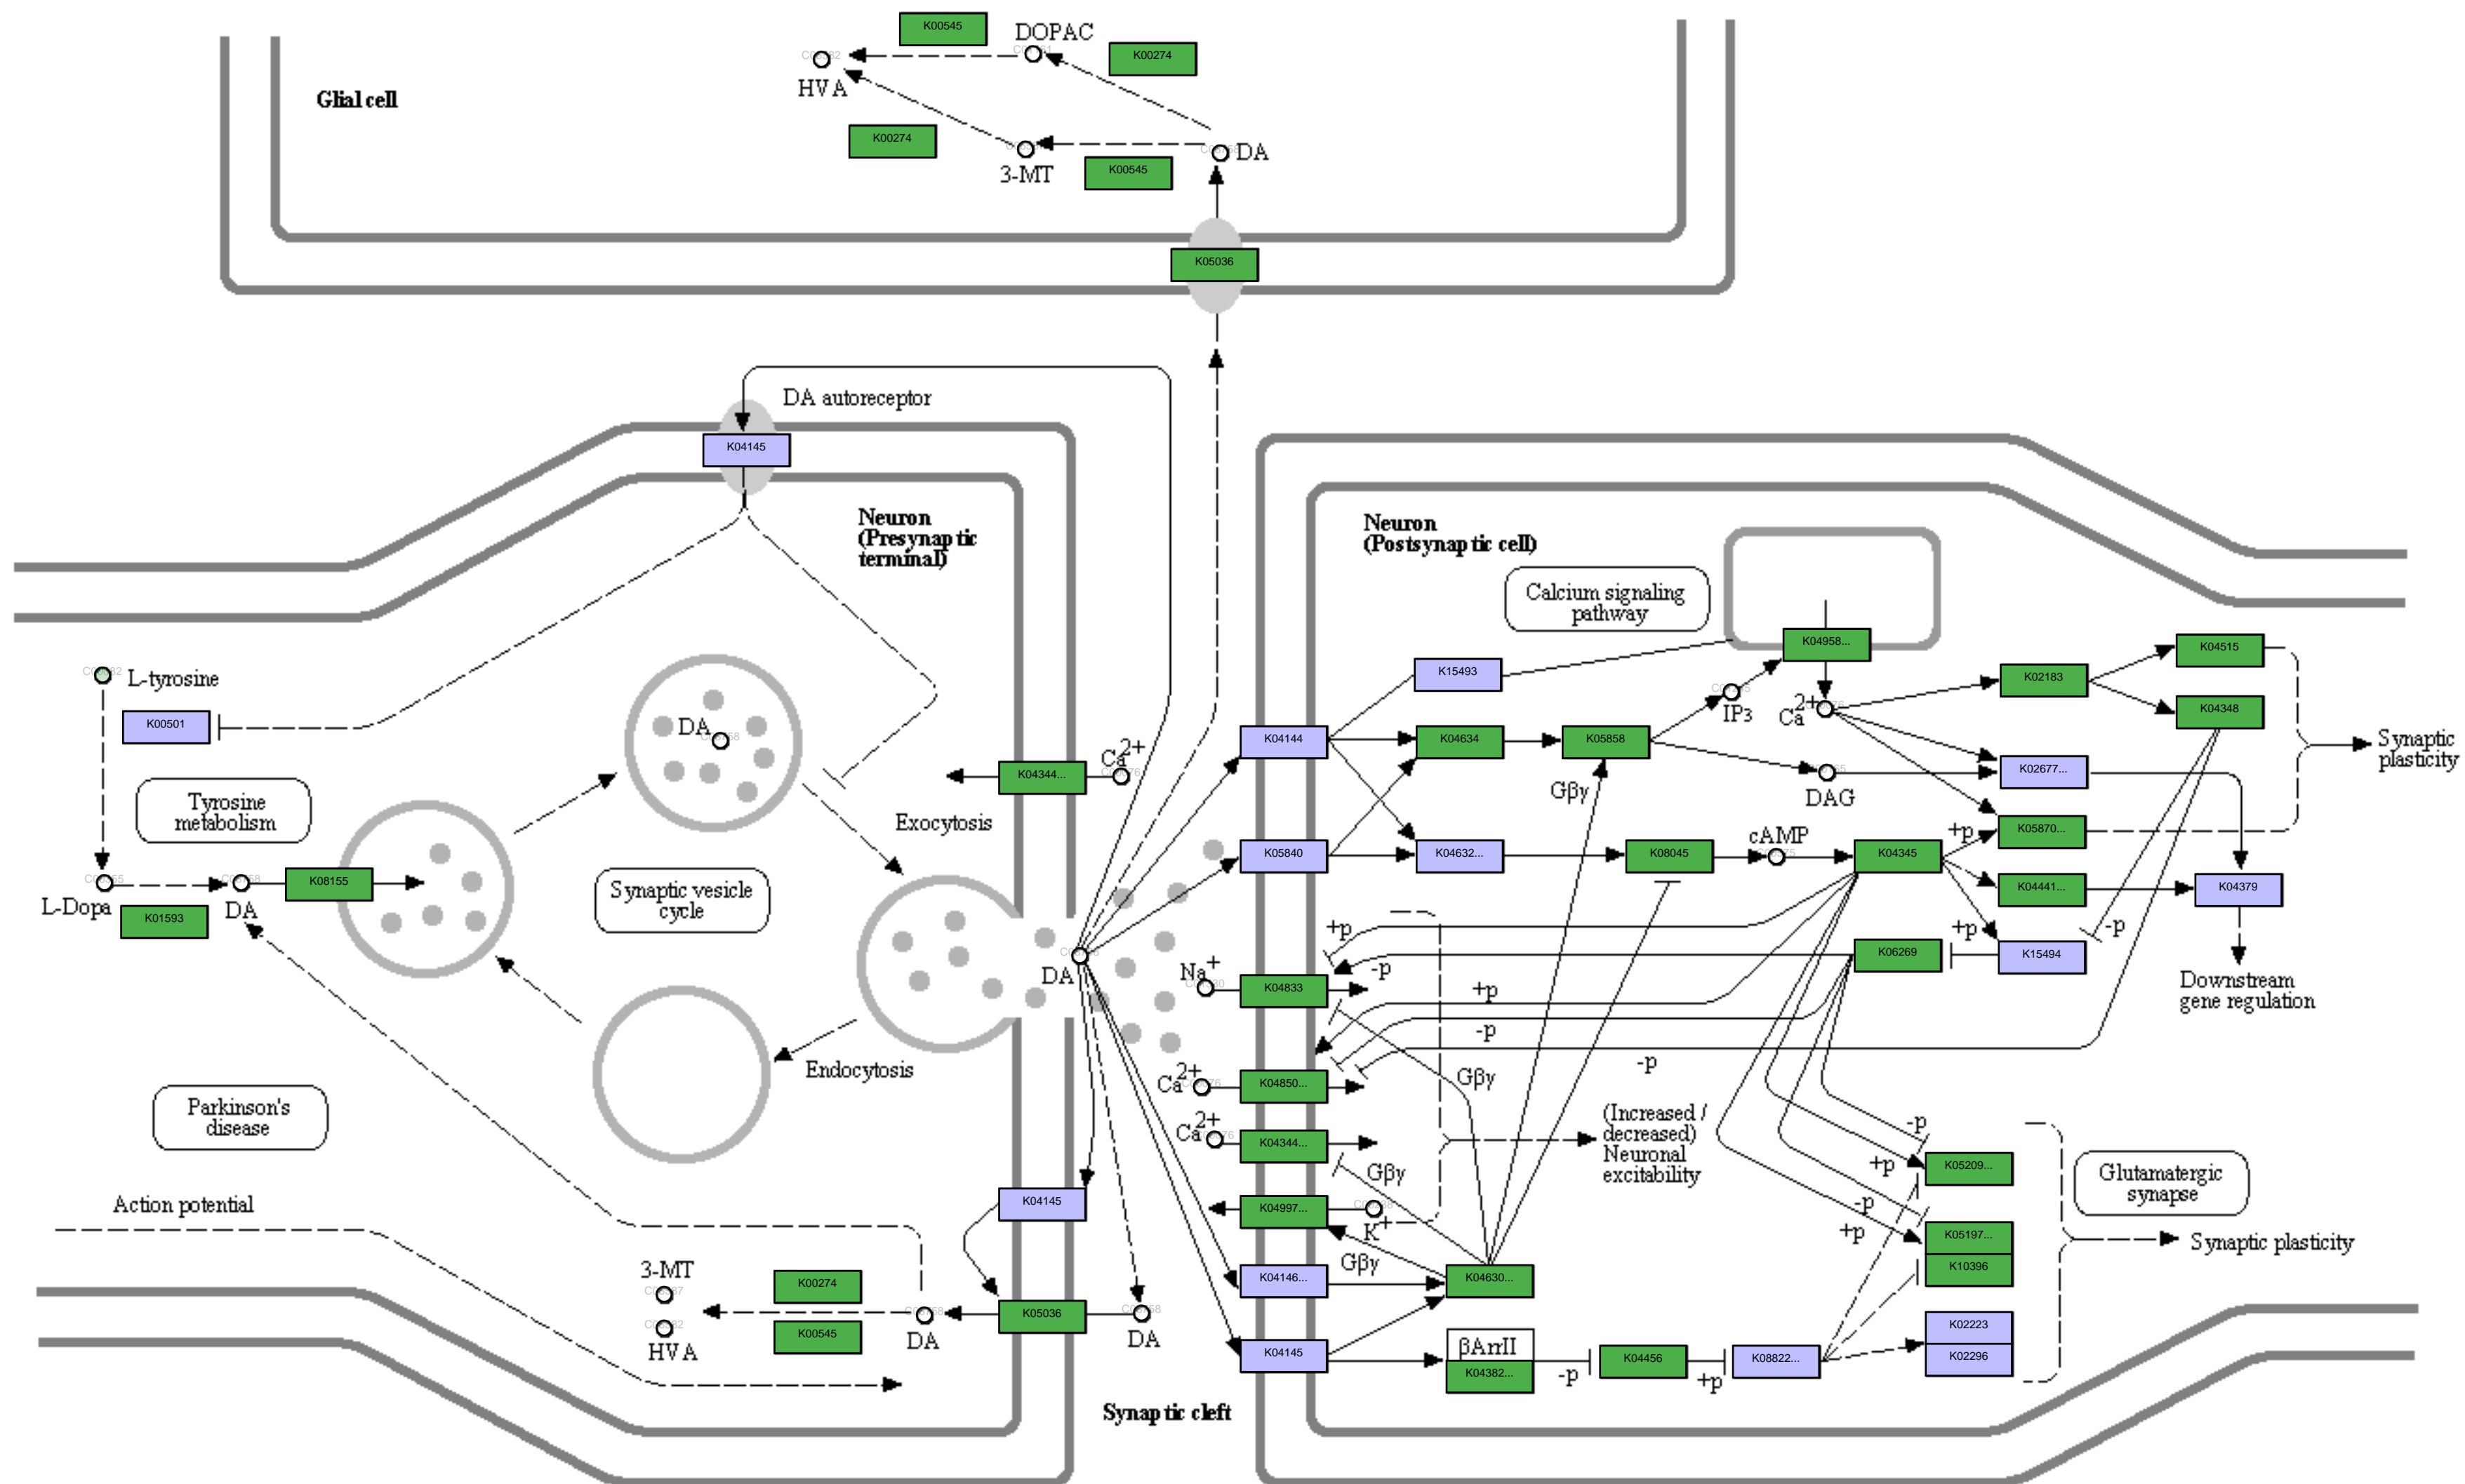 K00545
DOPAC
K00274
HVA
Glial cell
K00274
3-MT
K00545
DA
K05036
DA autoreceptor
K04145
Neuron
(Presynaptic
terminal)
Neuron
(Postsynaptic cell)
Calcium signaling
pathway
K04958...
K04515
L-tyrosine
K15493
K02183
IP3
Ca2+
K04348
K00501
DA
K04144
K04634
K05858
Synaptic
plasticity
Ca2+
K04344...
K02677...
DAG
Gβγ
Tyrosine
metabolism
Exocytosis
cAMP
+p
K05870...
K05840
K04632...
K08045
K04345
L-Dopa
K01593
DA
K08155
Synaptic vesicle
cycle
K04441...
K04379
+p
+p
-p
DA
Na+
-p
K06269
K15494
K04833
+p
Downstream
gene regulation
-p
-p
Endocytosis
Ca2+
K04850...
Gβγ
Parkinson's
disease
Ca2+
K04344...
(Increased /
decreased)
Neuronal
excitability
-p
+p
K05209...
Glutamatergic
synapse
Gβγ
Action potential
K04145
K04997...
K+
-p
+p
K05197...
Synaptic plasticity
3-MT
K00274
K04146...
Gβγ
K04630...
K10396
HVA
K00545
DA
K05036
DA
K04145
βArrII
K04382...
-p
K04456
+p
K08822...
K02223
K02296
Synaptic cleft